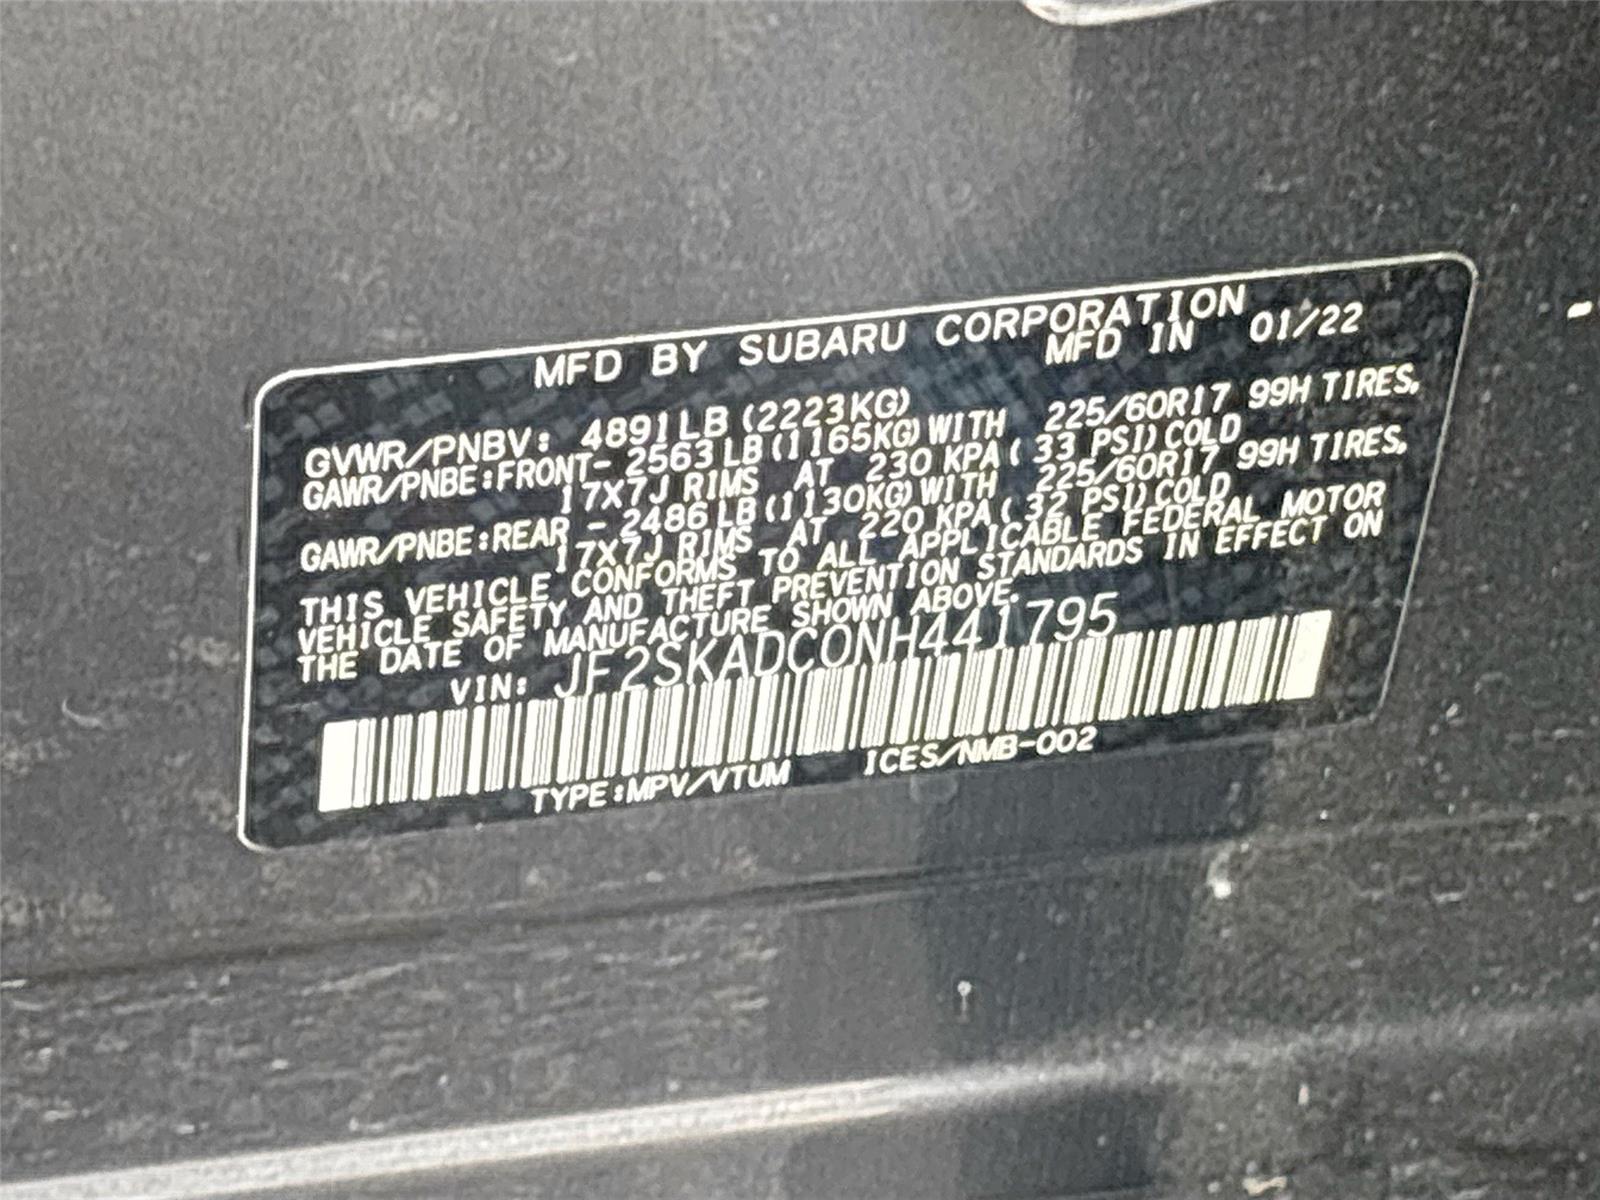 MFD BY SUBARU CORPORATION
MFD IN 01/22
GVWR/PNBV: 4891LB (2223KG)
GAWR/PNBE:FRONT- 2563LB(1165KG)WITH 225/60R17 99H TIRES,
17X7J RIMS AT 230 KPA( 33 PSI)COLD
GAWR/PNBE:REAR - 2486LB(1130KG)WITH 225/60R17 99H TIRES,
17X7J RIMS AT 220 KPA( 32 PSI)COLD
THIS VEHICLE CONFORMS TO ALL APPLICABLE FEDERAL MOTOR
VEHICLE SAFETY AND THEFT PREVENTION STANDARDS IN EFFECT ON
THE DATE OF MANUFACTURE SHOWN ABOVE.
VIN: JF2SKADC0NH441795
TYPE:MPV/VTUM ICES/NMB-002